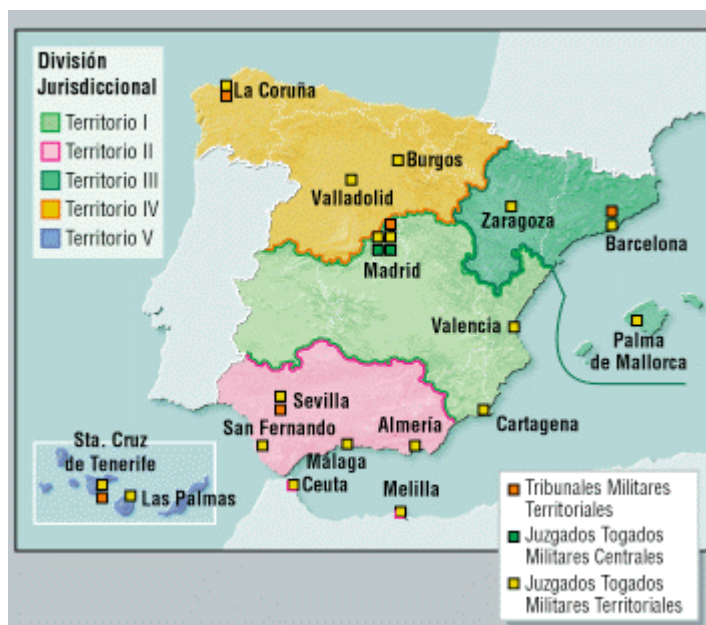 División
Jurisdiccional
Territorio I
Territorio II
Territorio III
Territorio IV
Territorio V
La Coruña
Burgos
Valladolid
Zaragoza
Barcelona
Madrid
Valencia
Palma
de Mallorca
Sevilla
San Fernando
Almería
Cartagena
Málaga
Ceuta
Melilla
Sta. Cruz
de Tenerife
Las Palmas
Tribunales Militares
Territoriales
Juzgados Togados
Militares Centrales
Juzgados Togados
Militares Territoriales